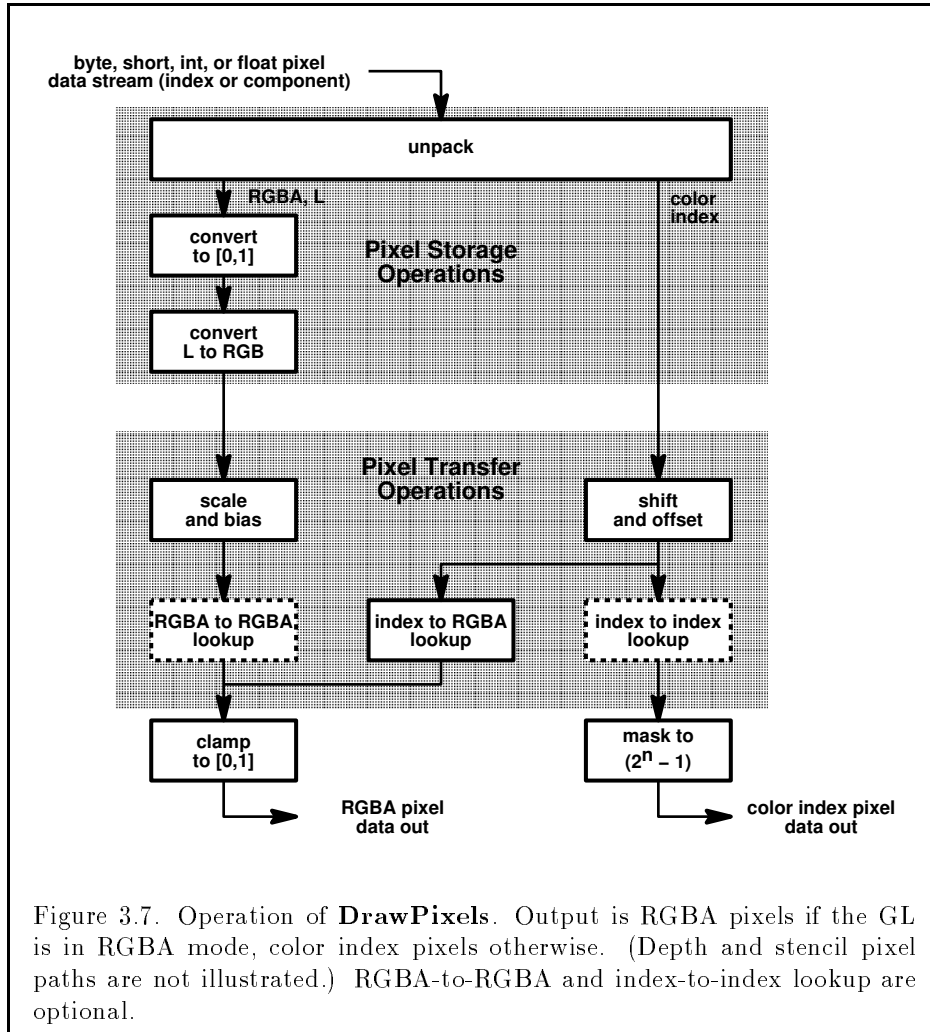 byte, short, int, or float pixel
data stream (index or component)
unpack
RGBA, L
color
index
convert
to [0,1]
Pixel Storage
Operations
convert
L to RGB
Pixel Transfer
Operations
scale
and bias
shift
and offset
RGBA to RGBA
lookup
index to RGBA
lookup
index to index
lookup
clamp
to [0,1]
mask to
(2^n − 1)
RGBA pixel
data out
color index pixel
data out
Figure 3.7. Operation of DrawPixels. Output is RGBA pixels if the GL
is in RGBA mode, color index pixels otherwise. (Depth and stencil pixel
paths are not illustrated.) RGBA-to-RGBA and index-to-index lookup are
optional.